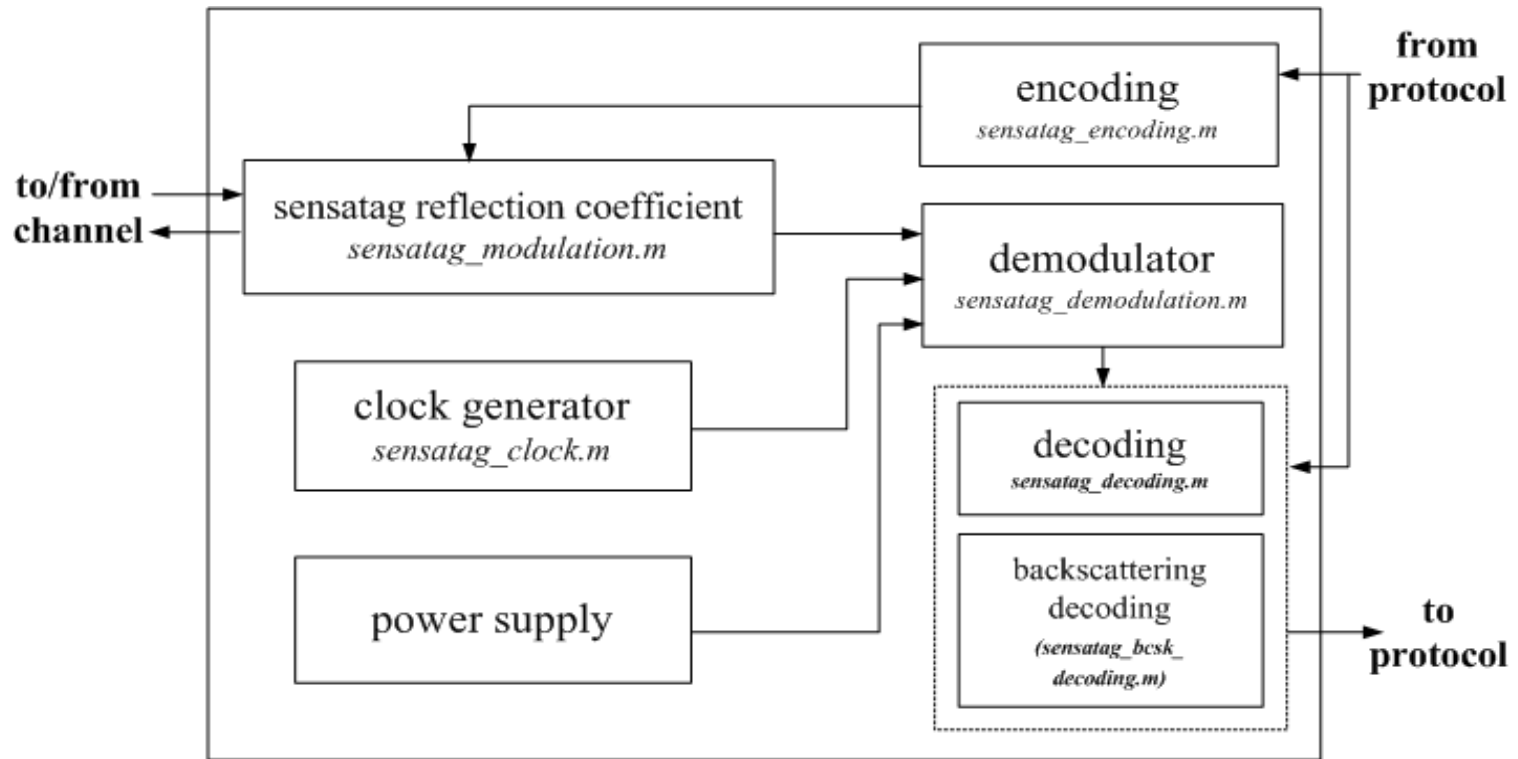 from
protocol
encoding
sensatag_encoding.m
to/from
channel
sensatag reflection coefficient
sensatag_modulation.m
demodulator
sensatag_demodulation.m
clock generator
sensatag_clock.m
decoding
sensatag_decoding.m
power supply
backscattering
decoding
(sensatag_bcsk_
decoding.m)
to
protocol